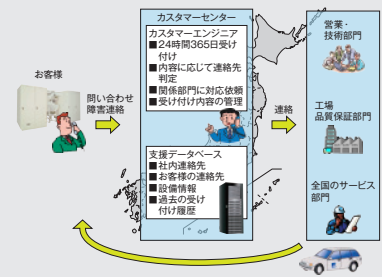 お客様
問い合わせ
障害連絡
カスタマーセンター
カスタマーエンジニア
■24時間365日受け
付け
■内容に応じて連絡先
判定
■関係部門に対応依頼
■受け付け内容の管理
支援データベース
■社内連絡先
■お客様の連絡先
■設備情報
■過去の受け
付け履歴
連絡
営業・
技術部門
工場
品質保証部門
全国のサービス
部門